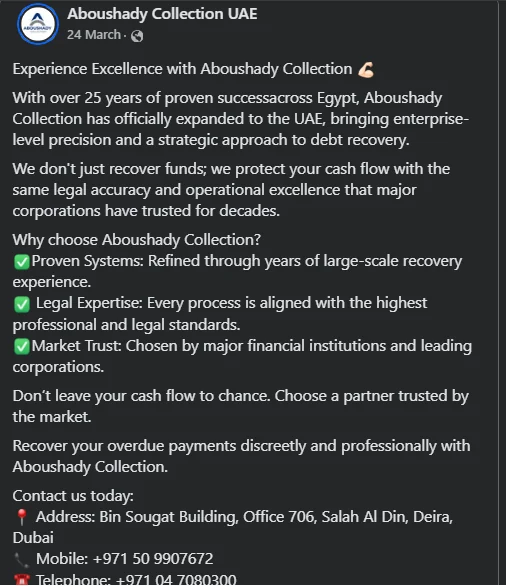 ABOUSHADY
Aboushady Collection UAE
24 March ·
Experience Excellence with Aboushady Collection 💪🏻
With over 25 years of proven successacross Egypt, Aboushady
Collection has officially expanded to the UAE, bringing enterprise-
level precision and a strategic approach to debt recovery.
We don't just recover funds; we protect your cash flow with the
same legal accuracy and operational excellence that major
corporations have trusted for decades.
Why choose Aboushady Collection?
✅Proven Systems: Refined through years of large-scale recovery
experience.
✅ Legal Expertise: Every process is aligned with the highest
professional and legal standards.
✅Market Trust: Chosen by major financial institutions and leading
corporations.
Don't leave your cash flow to chance. Choose a partner trusted by
the market.
Recover your overdue payments discreetly and professionally with
Aboushady Collection.
Contact us today:
📍 Address: Bin Sougat Building, Office 706, Salah Al Din, Deira,
Dubai
📞 Mobile: +971 50 9907672
☎️ Telephone: +971 04 7080300